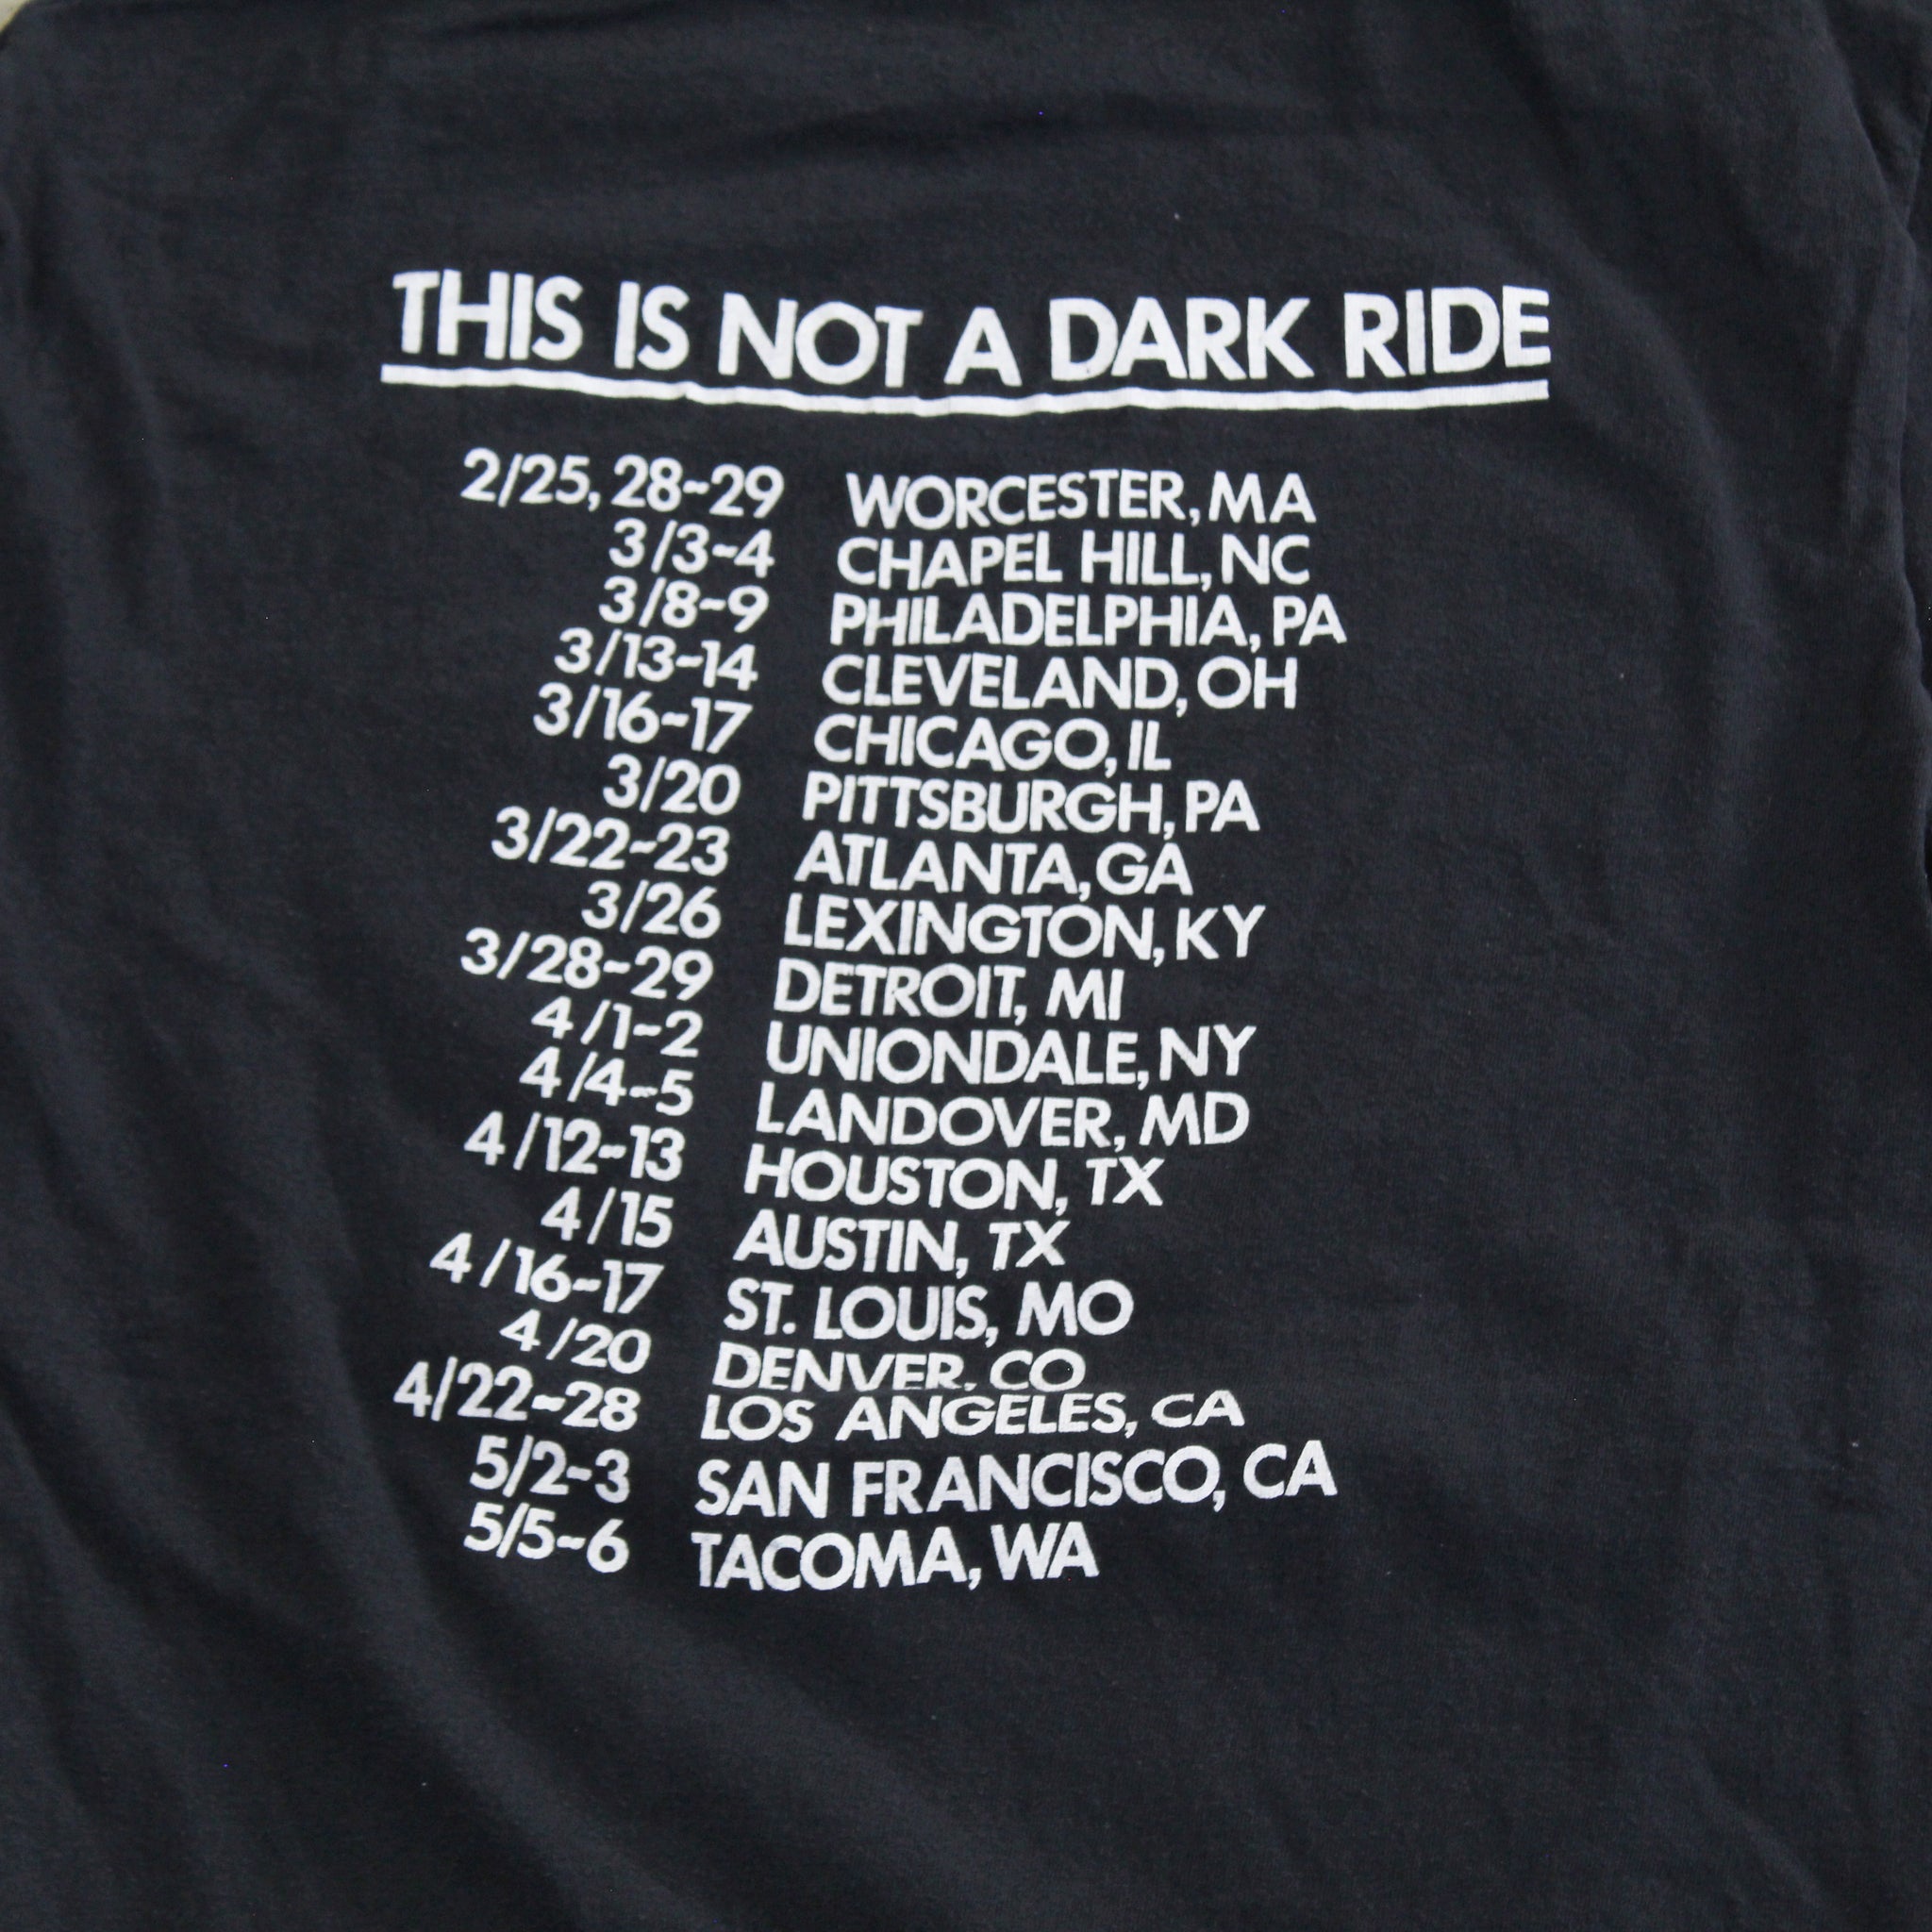 THIS IS NOT A DARK RIDE
2/25, 28-29 WORCESTER, MA
3/3-4 CHAPEL HILL, NC
3/8-9 PHILADELPHIA, PA
3/13-14 CLEVELAND, OH
3/16-17 CHICAGO, IL
3/20 PITTSBURGH, PA
3/22-23 ATLANTA, GA
3/26 LEXINGTON, KY
3/28-29 DETROIT, MI
4/1-2 UNIONDALE, NY
4/4-5 LANDOVER, MD
4/12-13 HOUSTON, TX
4/15 AUSTIN, TX
4/16-17 ST. LOUIS, MO
4/20 DENVER, CO
4/22-28 LOS ANGELES, CA
5/2-3 SAN FRANCISCO, CA
5/5-6 TACOMA, WA